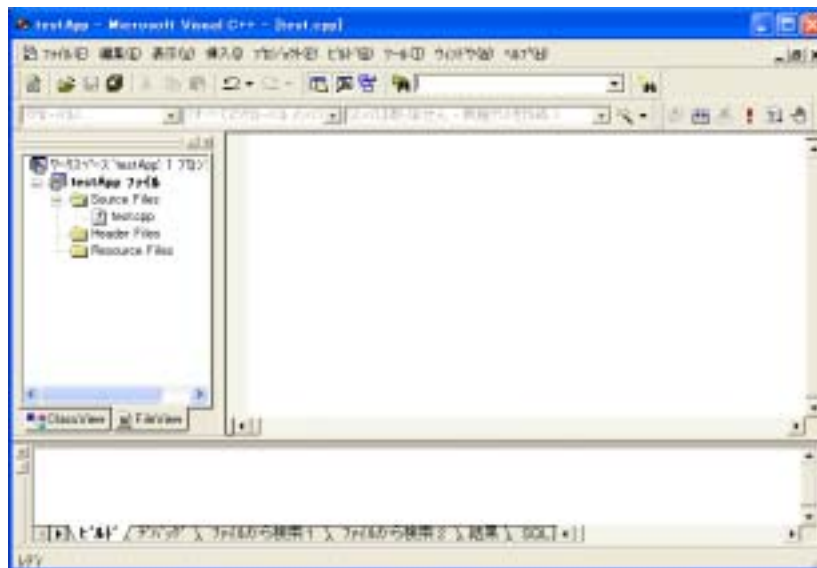 testApp - Microsoft Visual C++ - [test.cpp]
ﾌｧｲﾙ(F) 編集(E) 表示(V) 挿入(I) ﾌﾟﾛｼﾞｪｸﾄ(P) ﾋﾞﾙﾄﾞ(B) ﾂｰﾙ(T) ｳｨﾝﾄﾞｳ(W) ﾍﾙﾌﾟ(H)
ﾜｰｸｽﾍﾟｰｽ 'testApp': 1 ﾌﾟﾛｼﾞ
testApp ﾌｧｲﾙ
Source Files
test.cpp
Header Files
Resource Files
ClassView FileView
ﾋﾞﾙﾄﾞ ﾃﾞﾊﾞｯｸﾞ ﾌｧｲﾙから検索 1 ﾌｧｲﾙから検索 2 結果 SQL
ﾚﾃﾞｨ